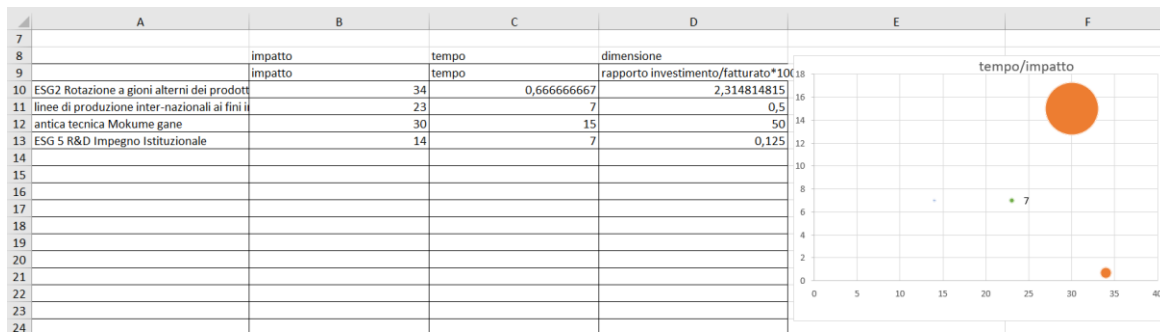 A B C D E F
7
8 impatto tempo dimensione
9 impatto tempo rapporto investimento/fatturato*100
10 ESG2 Rotazione a gioni alterni dei prodott 34 0,666666667 2,314814815
11 linee di produzione inter-nazionali ai fini in 23 7 0,5
12 antica tecnica Mokume gane 30 15 50
13 ESG 5 R&D Impegno Istituzionale 14 7 0,125
14
15
16
17
18
19
20
21
22
23
24
tempo/impatto
18
16
14
12
10
8
7
6
4
2
0
0 5 10 15 20 25 30 35 40